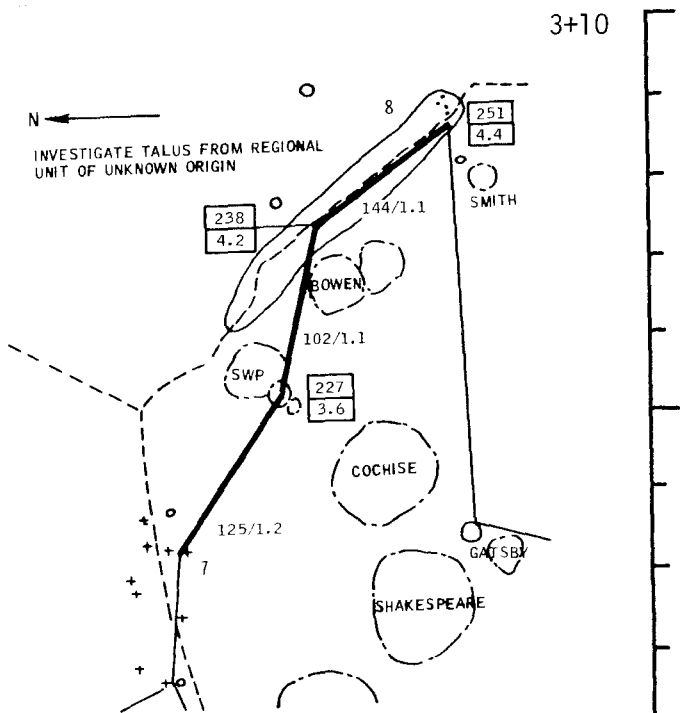 3+10
8
251
4.4
N
INVESTIGATE TALUS FROM REGIONAL
UNIT OF UNKNOWN ORIGIN
SMITH
144/1.1
238
4.2
BOWEN
102/1.1
SWP
227
3.6
COCHISE
125/1.2
GATSBY
7
SHAKESPEARE